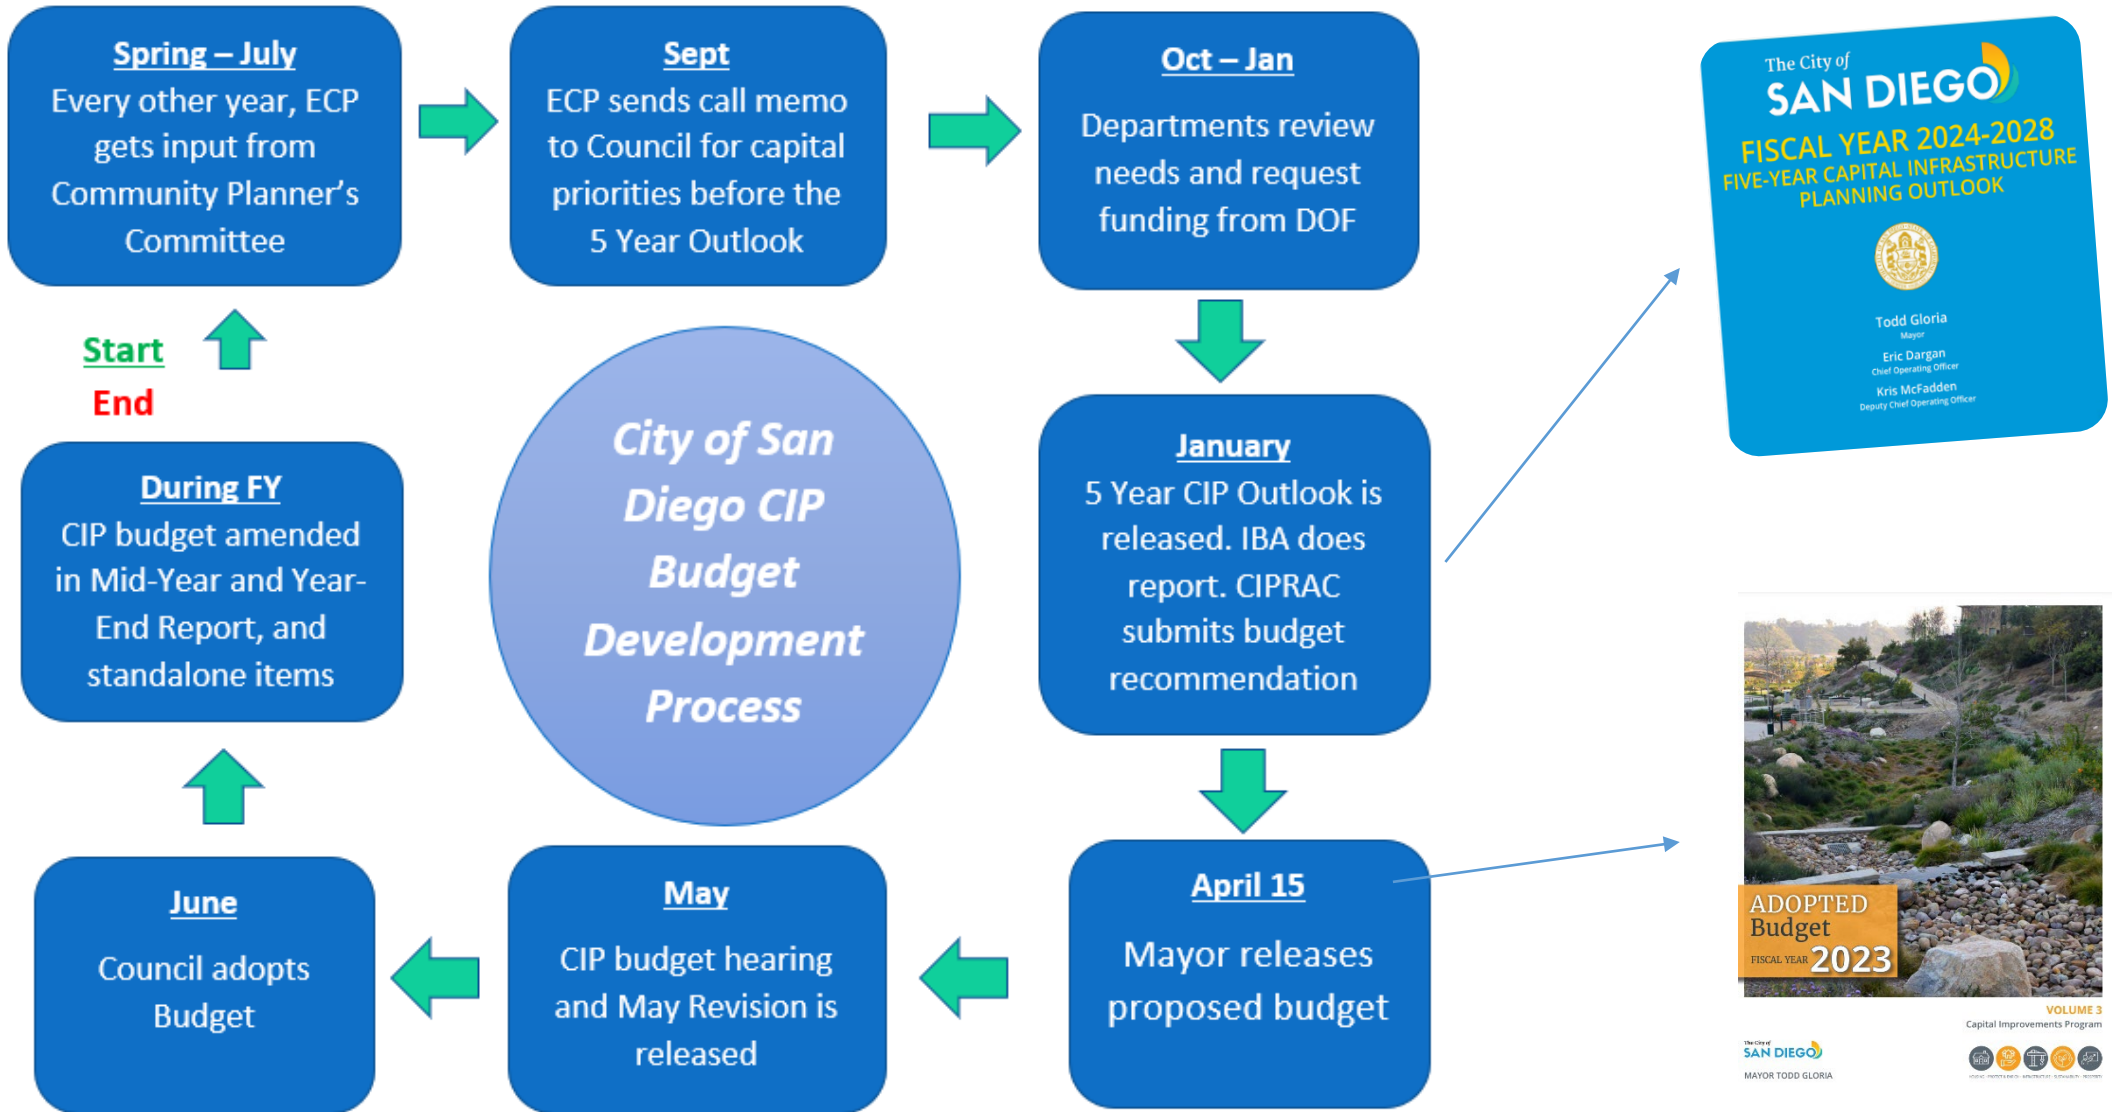 Spring – July
Every other year, ECP
gets input from
Community Planner's
Committee
Sept
ECP sends call memo
to Council for capital
priorities before the
5 Year Outlook
Oct – Jan
Departments review
needs and request
funding from DOF
January
5 Year CIP Outlook is
released. IBA does
report. CIPRAC
submits budget
recommendation
April 15
Mayor releases
proposed budget
May
CIP budget hearing
and May Revision is
released
June
Council adopts
Budget
During FY
CIP budget amended
in Mid-Year and Year-
End Report, and
standalone items
Start
End
City of San
Diego CIP
Budget
Development
Process
The City of
SAN DIEGO
FISCAL YEAR 2024-2028
FIVE-YEAR CAPITAL INFRASTRUCTURE
PLANNING OUTLOOK
Todd Gloria
Mayor
Eric Dargan
Chief Operating Officer
Kris McFadden
Deputy Chief Operating Officer
ADOPTED
Budget
FISCAL YEAR 2023
VOLUME 3
Capital Improvements Program
The City of
SAN DIEGO
MAYOR TODD GLORIA